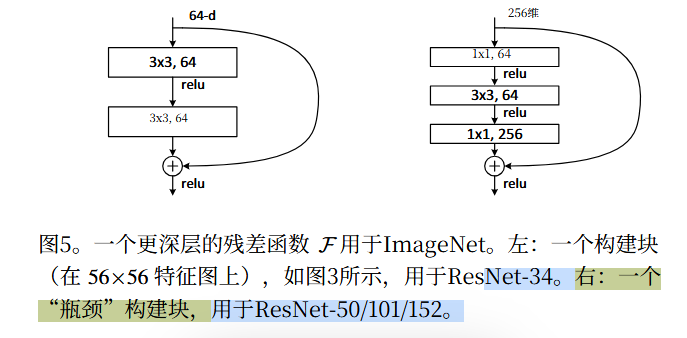 64-d
3x3, 64
relu
3x3, 64
relu
256维
1x1, 64
relu
3x3, 64
relu
1x1, 256
relu
图5。一个更深层的残差函数 𝓕 用于ImageNet。左：一个构建块
（在 56×56 特征图上），如图3所示，用于ResNet-34。右：一个
“瓶颈”构建块，用于ResNet-50/101/152。